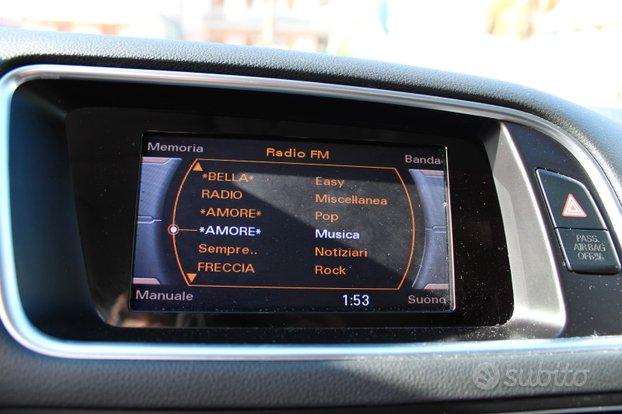 Memoria Radio FM Banda
*BELLA* Easy
RADIO Miscellanea
*AMORE* Pop
*AMORE* Musica
Sempre.. Notiziari
FRECCIA Rock
Manuale 1:53 Suono
PASS.
AIRBAG
OFF
subito